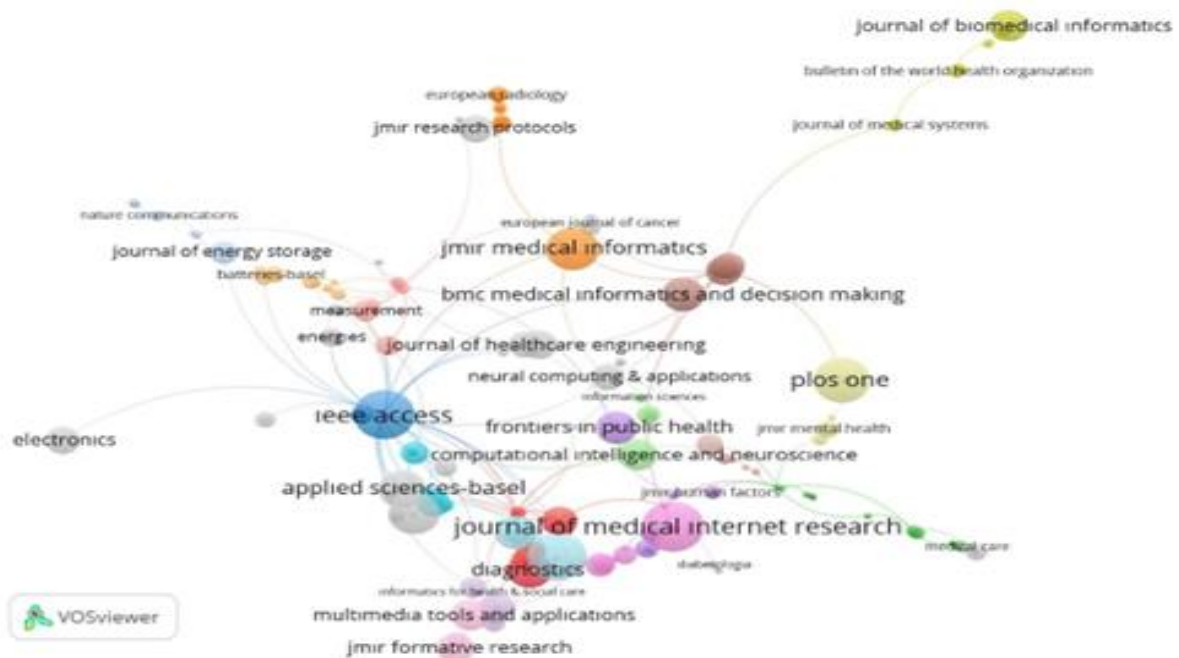 journal of biomedical informatics
bulletin of the world health organization
journal of medical systems
european radiology
jmir research protocols
nature communications
european journal of cancer
journal of energy storage
jmir medical informatics
batteries-basel
bmc medical informatics and decision making
measurement
energies
journal of healthcare engineering
neural computing & applications
plos one
information sciences
ieee access
frontiers in public health
jmir mental health
electronics
computational intelligence and neuroscience
applied sciences-basel
jmir human factors
journal of medical internet research
medical care
diabetologia
diagnostics
informatics for health & social care
multimedia tools and applications
VOSviewer
jmir formative research